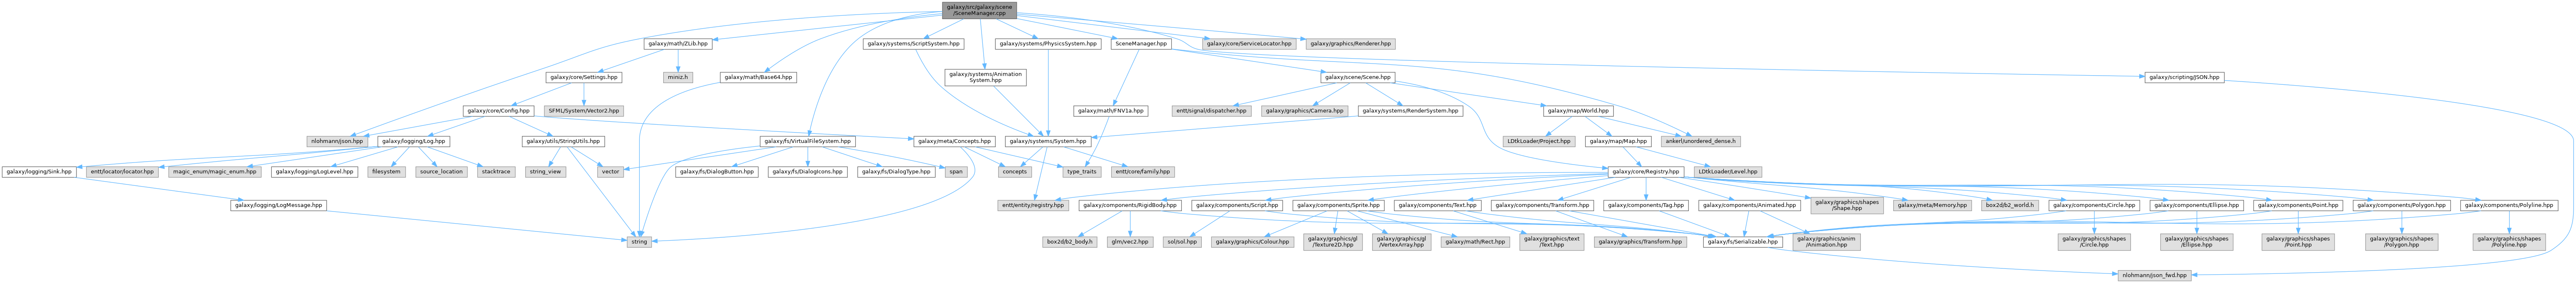 galaxy/src/galaxy/scene
/SceneManager.cpp
galaxy/math/ZLib.hpp
galaxy/systems/ScriptSystem.hpp
galaxy/systems/PhysicsSystem.hpp
SceneManager.hpp
galaxy/core/ServiceLocator.hpp
galaxy/graphics/Renderer.hpp
galaxy/core/Settings.hpp
miniz.h
galaxy/math/Base64.hpp
galaxy/systems/Animation
System.hpp
galaxy/scene/Scene.hpp
galaxy/scripting/JSON.hpp
galaxy/core/Config.hpp
SFML/System/Vector2.hpp
galaxy/math/FNV1a.hpp
entt/signal/dispatcher.hpp
galaxy/graphics/Camera.hpp
galaxy/systems/RenderSystem.hpp
galaxy/map/World.hpp
nlohmann/json.hpp
galaxy/logging/Log.hpp
galaxy/utils/StringUtils.hpp
galaxy/fs/VirtualFileSystem.hpp
galaxy/meta/Concepts.hpp
galaxy/systems/System.hpp
LDtkLoader/Project.hpp
galaxy/map/Map.hpp
ankerl/unordered_dense.h
galaxy/logging/Sink.hpp
entt/locator/locator.hpp
magic_enum/magic_enum.hpp
galaxy/logging/LogLevel.hpp
filesystem
source_location
stacktrace
string_view
vector
galaxy/fs/DialogButton.hpp
galaxy/fs/DialogIcons.hpp
galaxy/fs/DialogType.hpp
span
concepts
type_traits
entt/core/family.hpp
galaxy/core/Registry.hpp
LDtkLoader/Level.hpp
galaxy/logging/LogMessage.hpp
entt/entity/registry.hpp
galaxy/components/RigidBody.hpp
galaxy/components/Script.hpp
galaxy/components/Sprite.hpp
galaxy/components/Text.hpp
galaxy/components/Transform.hpp
galaxy/components/Tag.hpp
galaxy/components/Animated.hpp
galaxy/graphics/shapes
/Shape.hpp
galaxy/meta/Memory.hpp
box2d/b2_world.h
galaxy/components/Circle.hpp
galaxy/components/Ellipse.hpp
galaxy/components/Point.hpp
galaxy/components/Polygon.hpp
galaxy/components/Polyline.hpp
string
box2d/b2_body.h
glm/vec2.hpp
sol/sol.hpp
galaxy/graphics/Colour.hpp
galaxy/graphics/gl
/Texture2D.hpp
galaxy/graphics/gl
/VertexArray.hpp
galaxy/math/Rect.hpp
galaxy/graphics/text
/Text.hpp
galaxy/graphics/Transform.hpp
galaxy/fs/Serializable.hpp
galaxy/graphics/anim
/Animation.hpp
galaxy/graphics/shapes
/Circle.hpp
galaxy/graphics/shapes
/Ellipse.hpp
galaxy/graphics/shapes
/Point.hpp
galaxy/graphics/shapes
/Polygon.hpp
galaxy/graphics/shapes
/Polyline.hpp
nlohmann/json_fwd.hpp